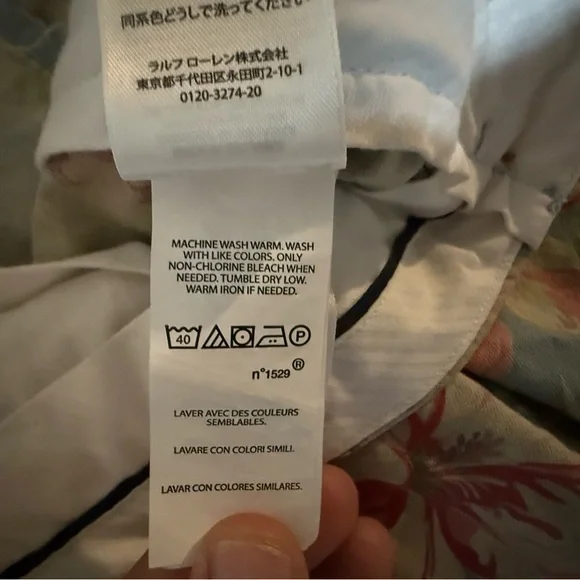 同系色どうしで洗ってください
ラルフ ローレン株式会社
東京都千代田区永田町2-10-1
0120-3274-20
MACHINE WASH WARM. WASH
WITH LIKE COLORS. ONLY
NON-CHLORINE BLEACH WHEN
NEEDED. TUMBLE DRY LOW.
WARM IRON IF NEEDED.
40 P
n°1529 ®
LAVER AVEC DES COULEURS
SEMBLABLES.
LAVARE CON COLORI SIMILI.
LAVAR CON COLORES SIMILARES.